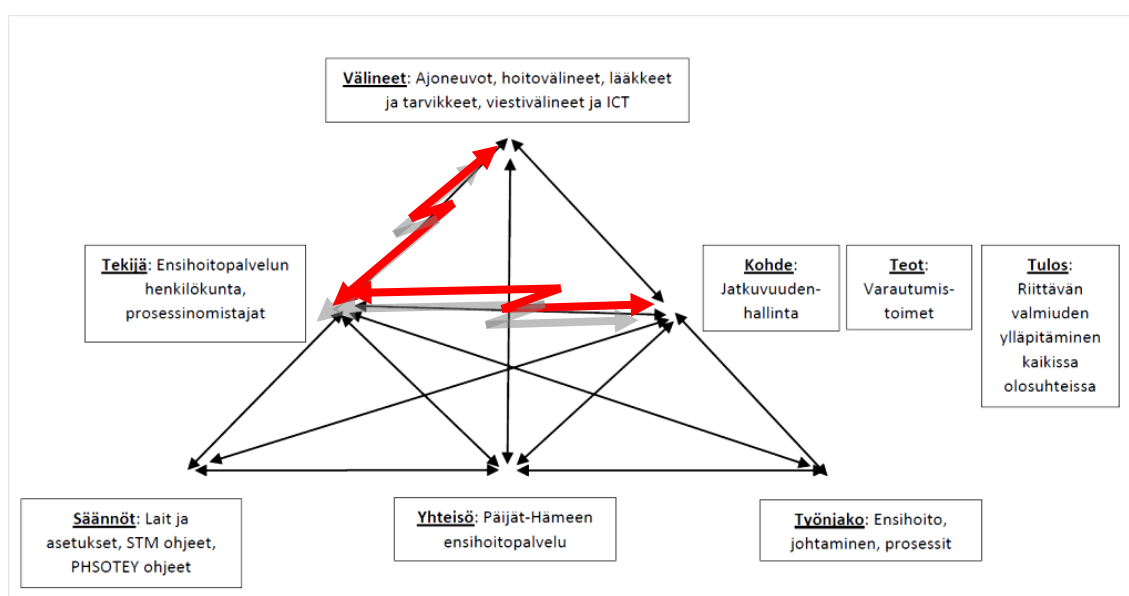 Välineet: Ajoneuvot, hoitovälineet, lääkkeet
ja tarvikkeet, viestivälineet ja ICT
Tekijä: Ensihoitopalvelun
henkilökunta,
prosessinomistajat
Kohde:
Jatkuvuuden-
hallinta
Teot:
Varautumis-
toimet
Tulos:
Riittävän
valmiuden
ylläpitäminen
kaikissa
olosuhteissa
Säännöt: Lait ja
asetukset, STM ohjeet,
PHSOTEY ohjeet
Yhteisö: Päijät-Hämeen
ensihoitopalvelu
Työnjako: Ensihoito,
johtaminen, prosessit